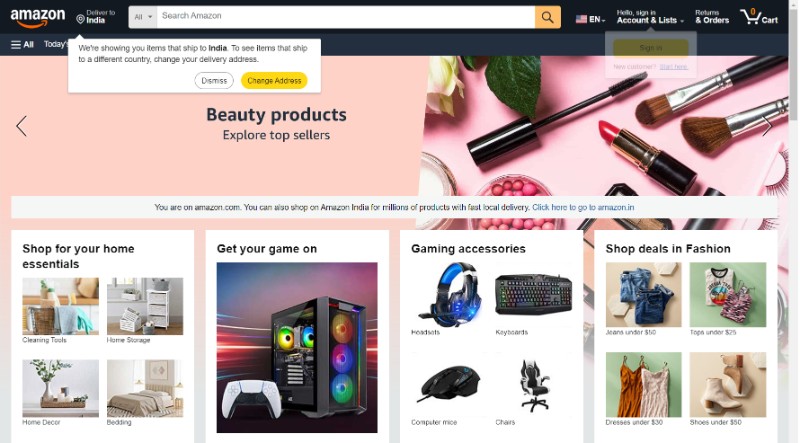 amazon
Deliver to
India
All
Search Amazon
EN
Hello, sign in
Account & Lists
Returns
& Orders
0
Cart
All
Today's
Sign in
New customer? Start here.
We're showing you items that ship to India. To see items that ship
to a different country, change your delivery address.
Dismiss
Change Address
Beauty products
Explore top sellers
You are on amazon.com. You can also shop on Amazon India for millions of products with fast local delivery. Click here to go to amazon.in
Shop for your home
essentials
Cleaning Tools
Home Storage
Home Decor
Bedding
Get your game on
Gaming accessories
Headsets
Keyboards
Computer mice
Chairs
Shop deals in Fashion
Jeans under $50
Tops under $25
Dresses under $30
Shoes under $50